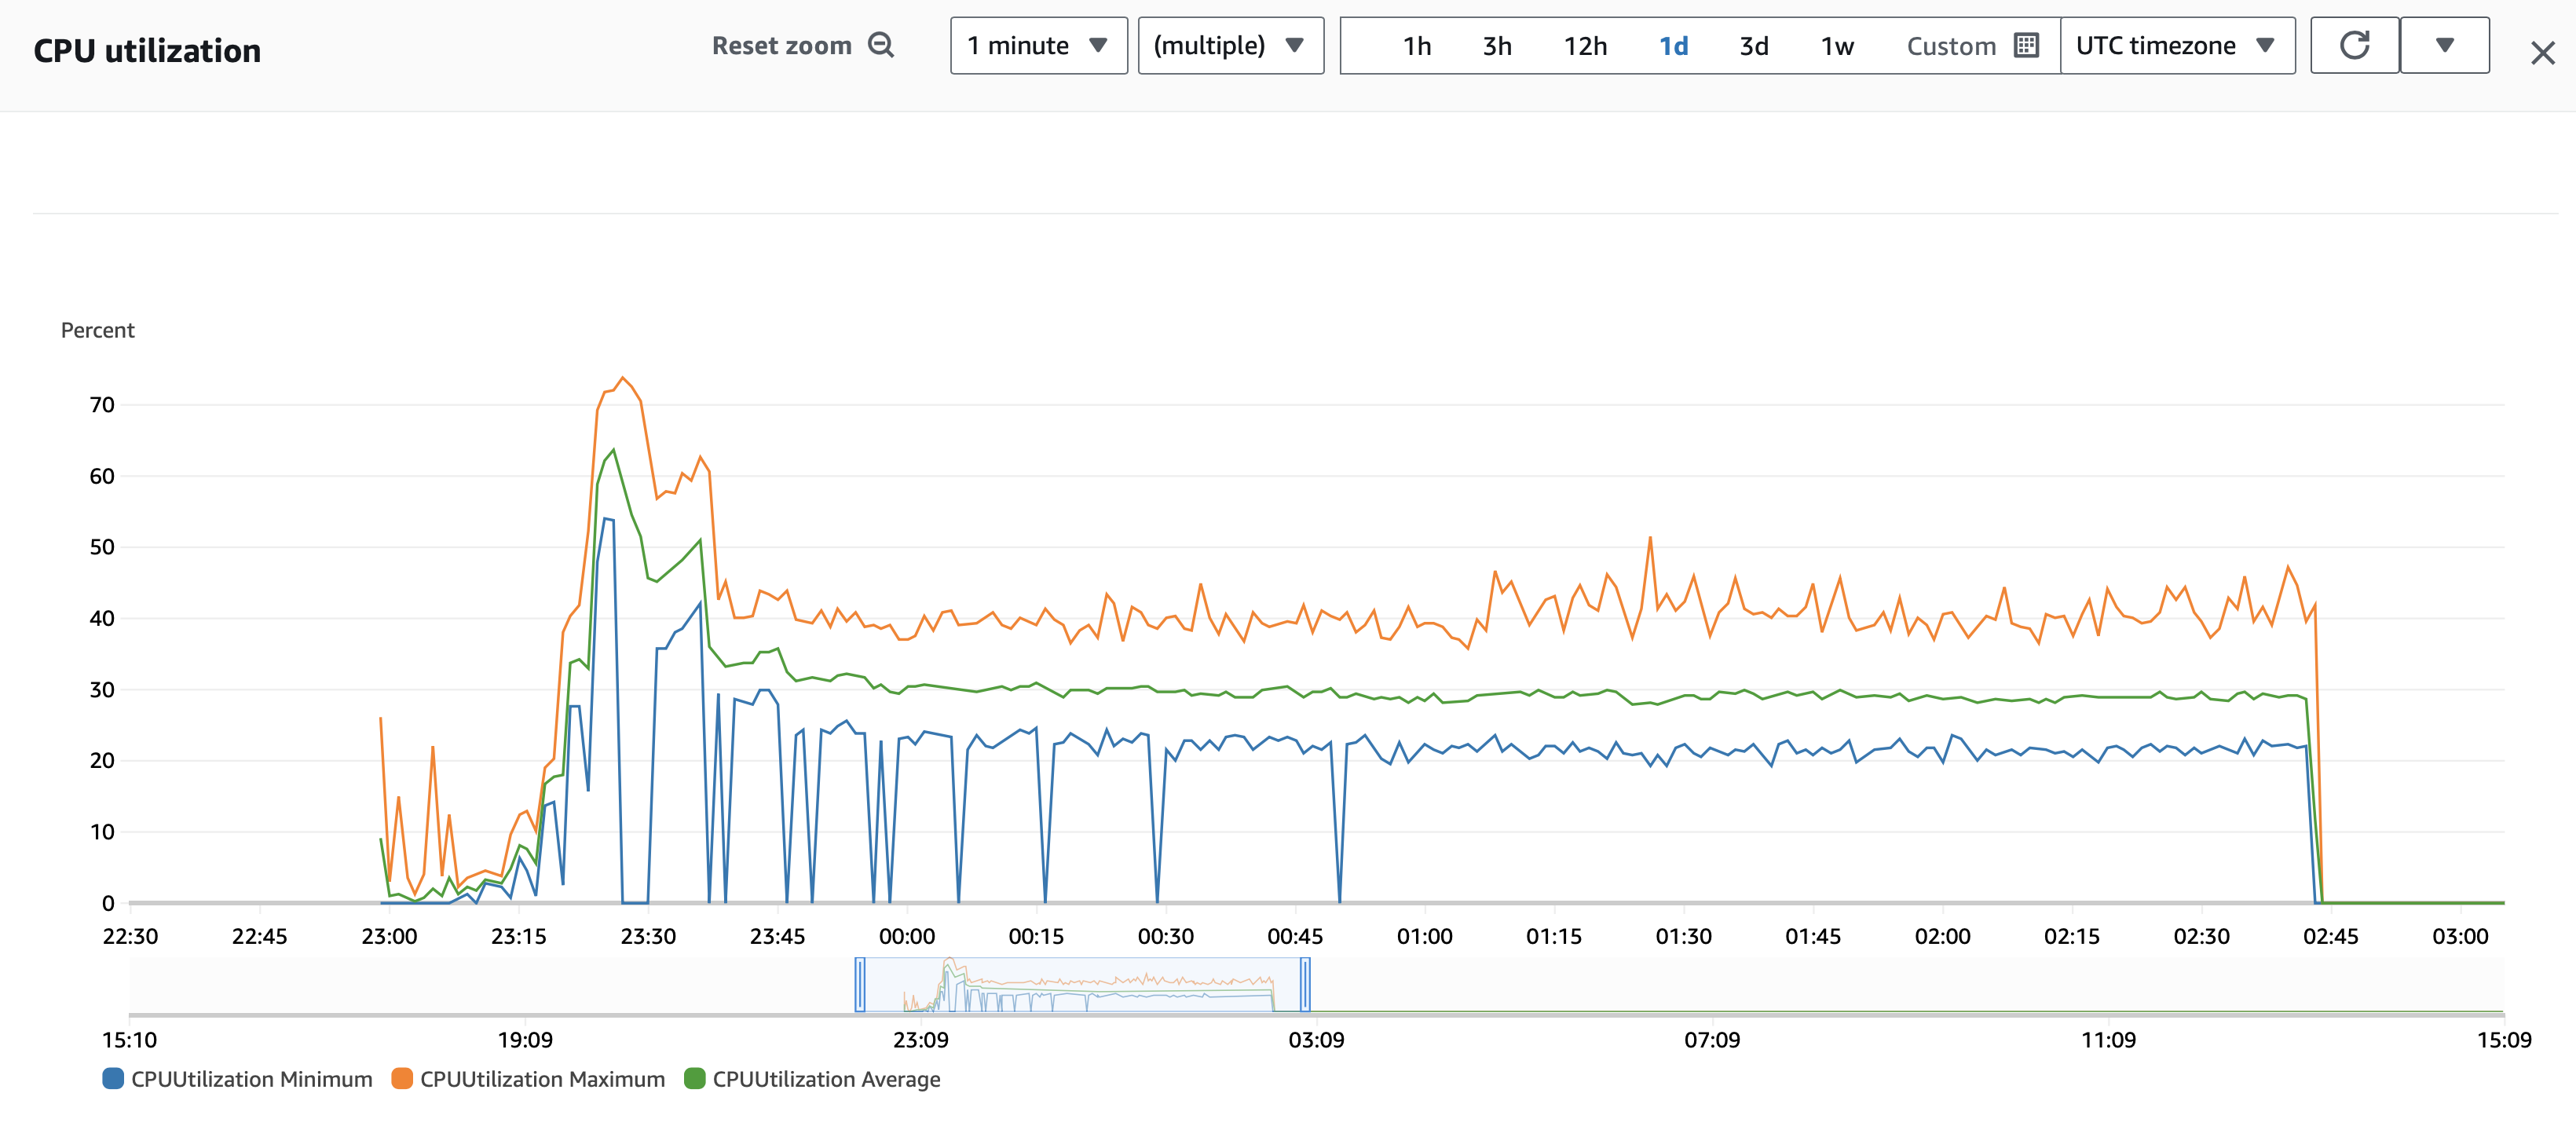 CPU utilization
Reset zoom
1 minute
(multiple)
1h 3h 12h 1d 3d 1w Custom
UTC timezone
Percent
70
60
50
40
30
20
10
0
22:30 22:45 23:00 23:15 23:30 23:45 00:00 00:15 00:30 00:45 01:00 01:15 01:30 01:45 02:00 02:15 02:30 02:45 03:00
15:10 19:09 23:09 03:09 07:09 11:09 15:09
CPUUtilization Minimum CPUUtilization Maximum CPUUtilization Average